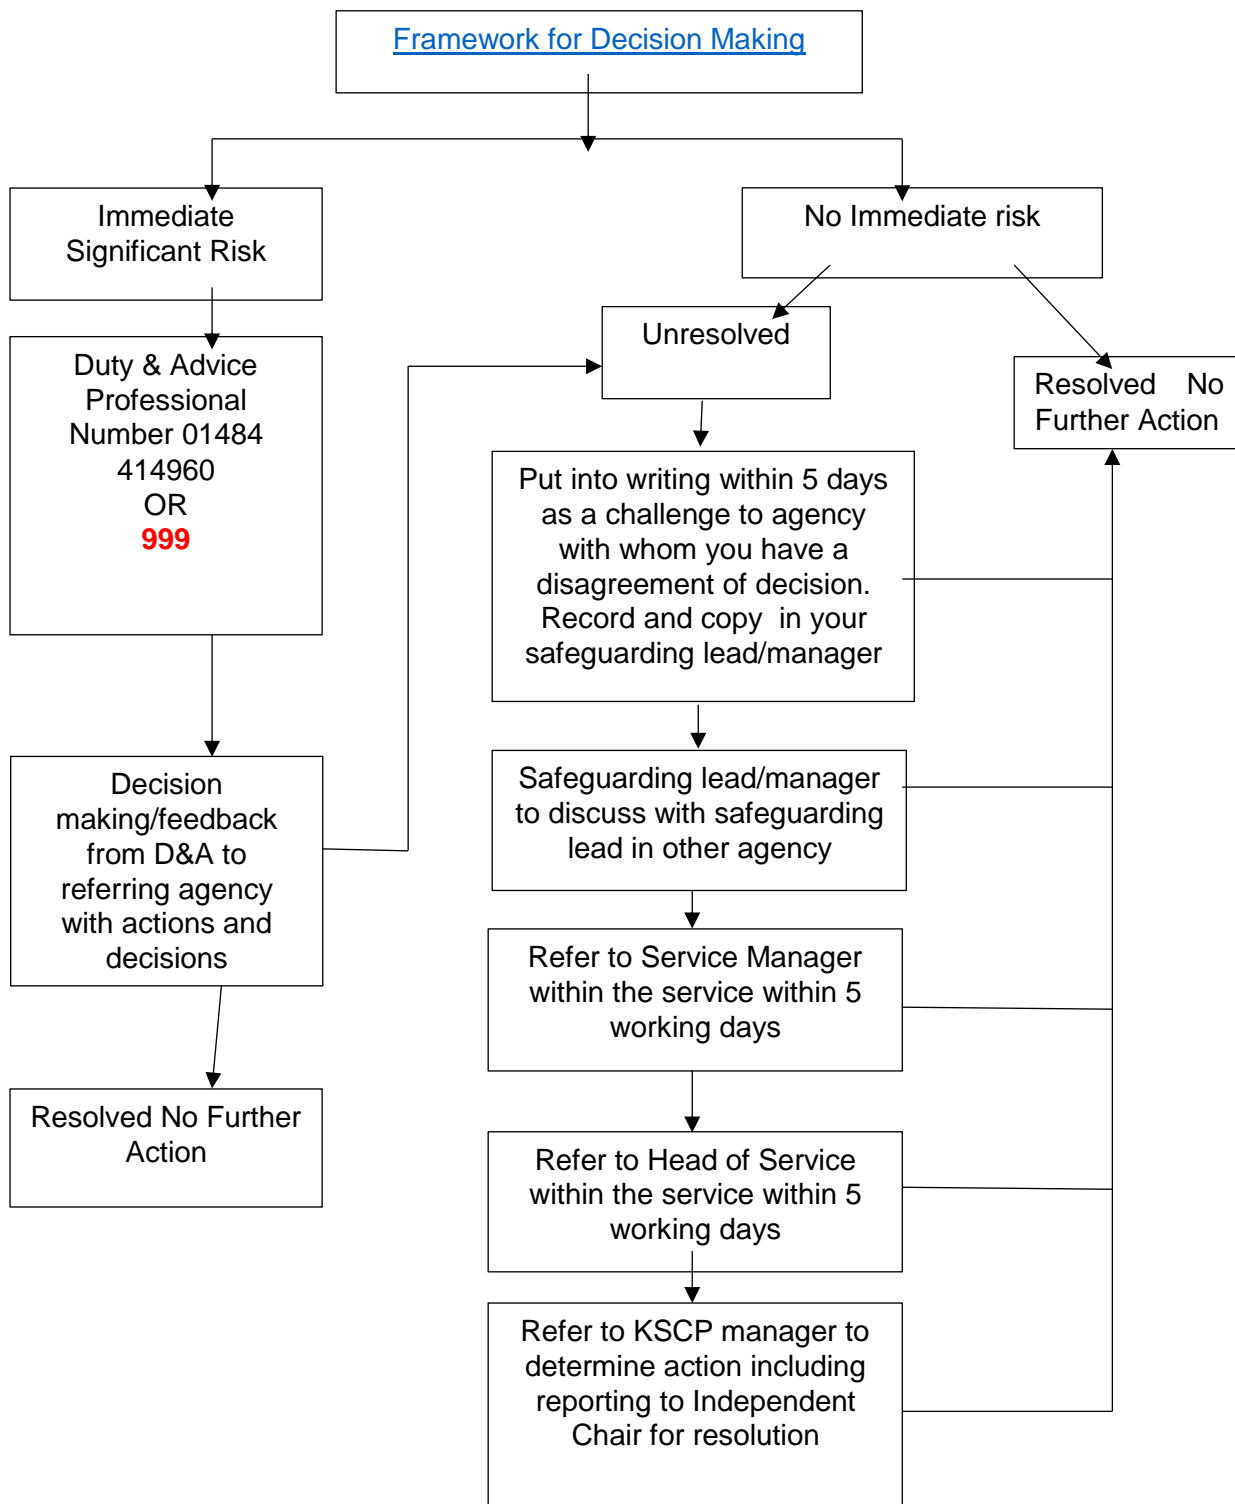 Framework for Decision Making
Immediate
Significant Risk
No Immediate risk
Duty & Advice
Professional
Number 01484
414960
OR
999
Unresolved
Resolved No
Further Action
Put into writing within 5 days
as a challenge to agency
with whom you have a
disagreement of decision.
Record and copy in your
safeguarding lead/manager
Decision
making/feedback
from D&A to
referring agency
with actions and
decisions
Safeguarding lead/manager
to discuss with safeguarding
lead in other agency
Refer to Service Manager
within the service within 5
working days
Resolved No Further
Action
Refer to Head of Service
within the service within 5
working days
Refer to KSCP manager to
determine action including
reporting to Independent
Chair for resolution